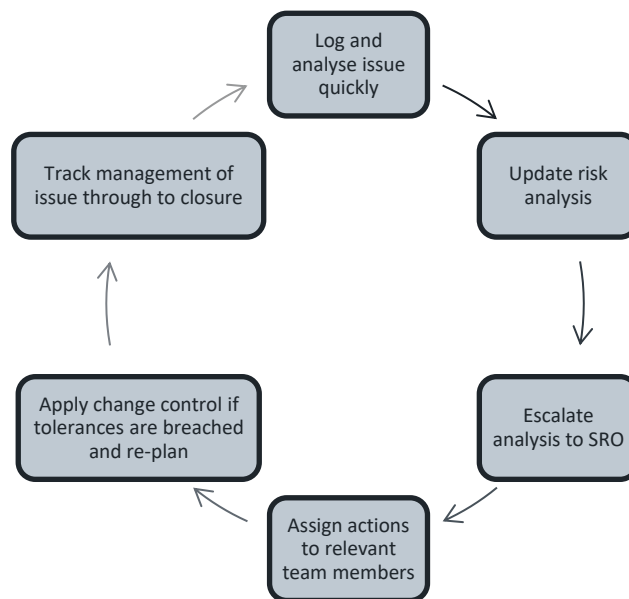 Log and
analyse issue
quickly
Update risk
analysis
Escalate
analysis to SRO
Assign actions
to relevant
team members
Apply change control if
tolerances are breached
and re-plan
Track management of
issue through to closure